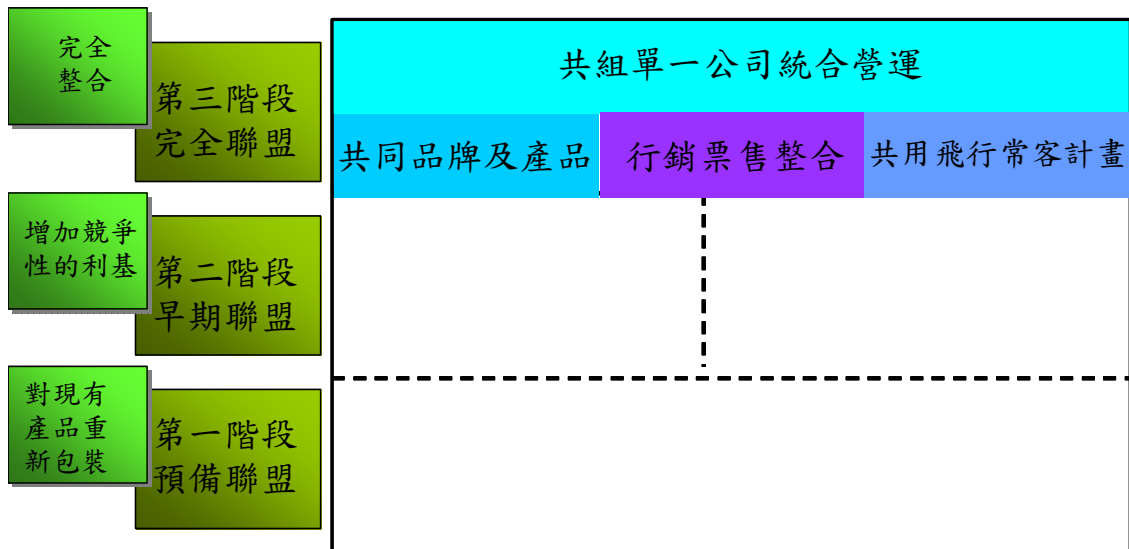 完全
整合
第三階段
完全聯盟
共組單一公司統合營運
共同品牌及產品
行銷票售整合
共用飛行常客計畫
增加競爭
性的利基
第二階段
早期聯盟
對現有
產品重
新包裝
第一階段
預備聯盟